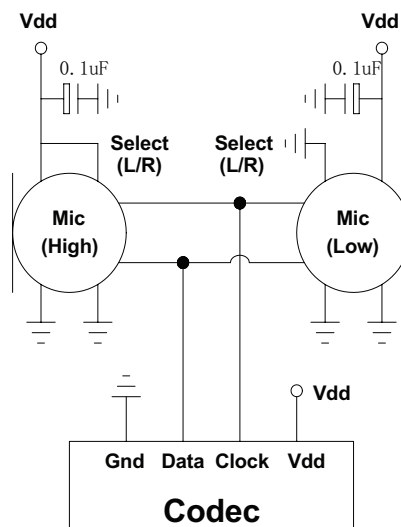 Vdd
Vdd
0.1uF
0.1uF
Select
(L/R)
Select
(L/R)
Mic
(High)
Mic
(Low)
Vdd
Gnd Data Clock Vdd
Codec